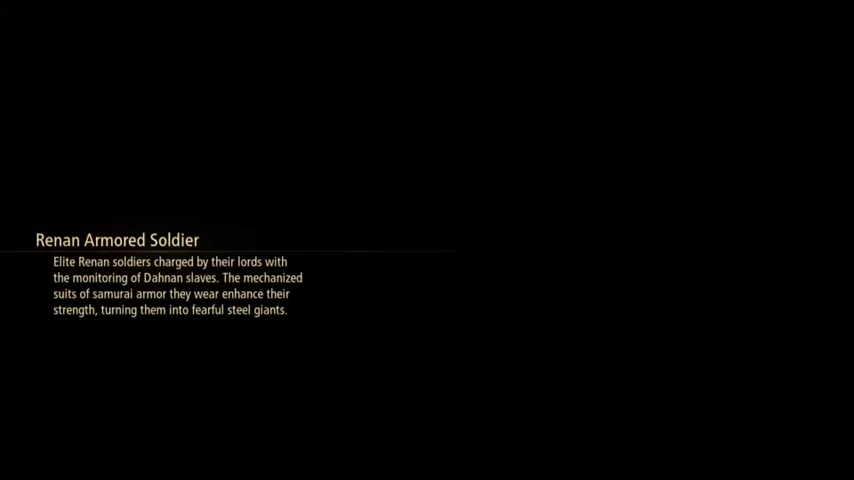 Renan Armored Soldier
Elite Renan soldiers charged by their lords with
the monitoring of Dahnan slaves. The mechanized
suits of samurai armor they wear enhance their
strength, turning them into fearful steel giants.